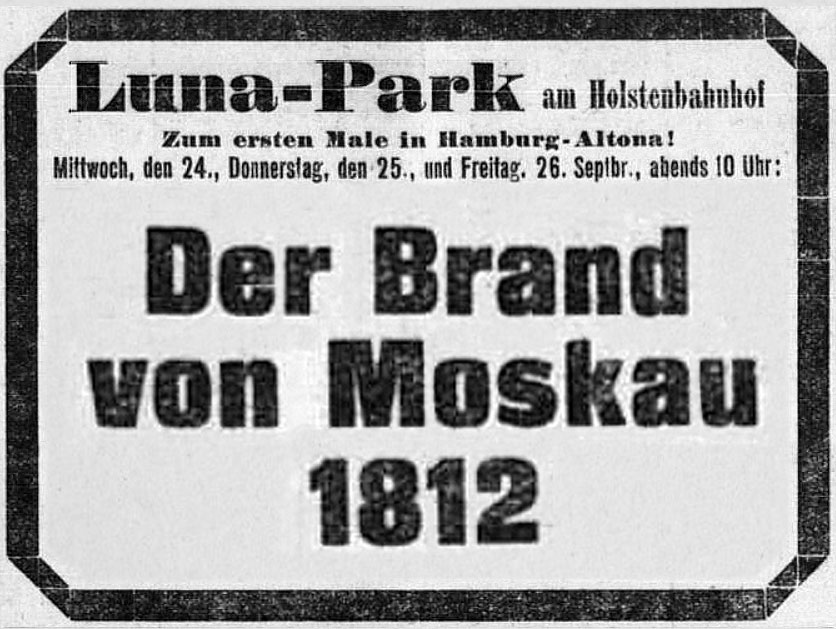 Luna-Park am Holstenbahnhof
Zum ersten Male in Hamburg-Altona!
Mittwoch, den 24., Donnerstag, den 25., und Freitag, 26. Septbr., abends 10 Uhr:
Der Brand
von Moskau
1812